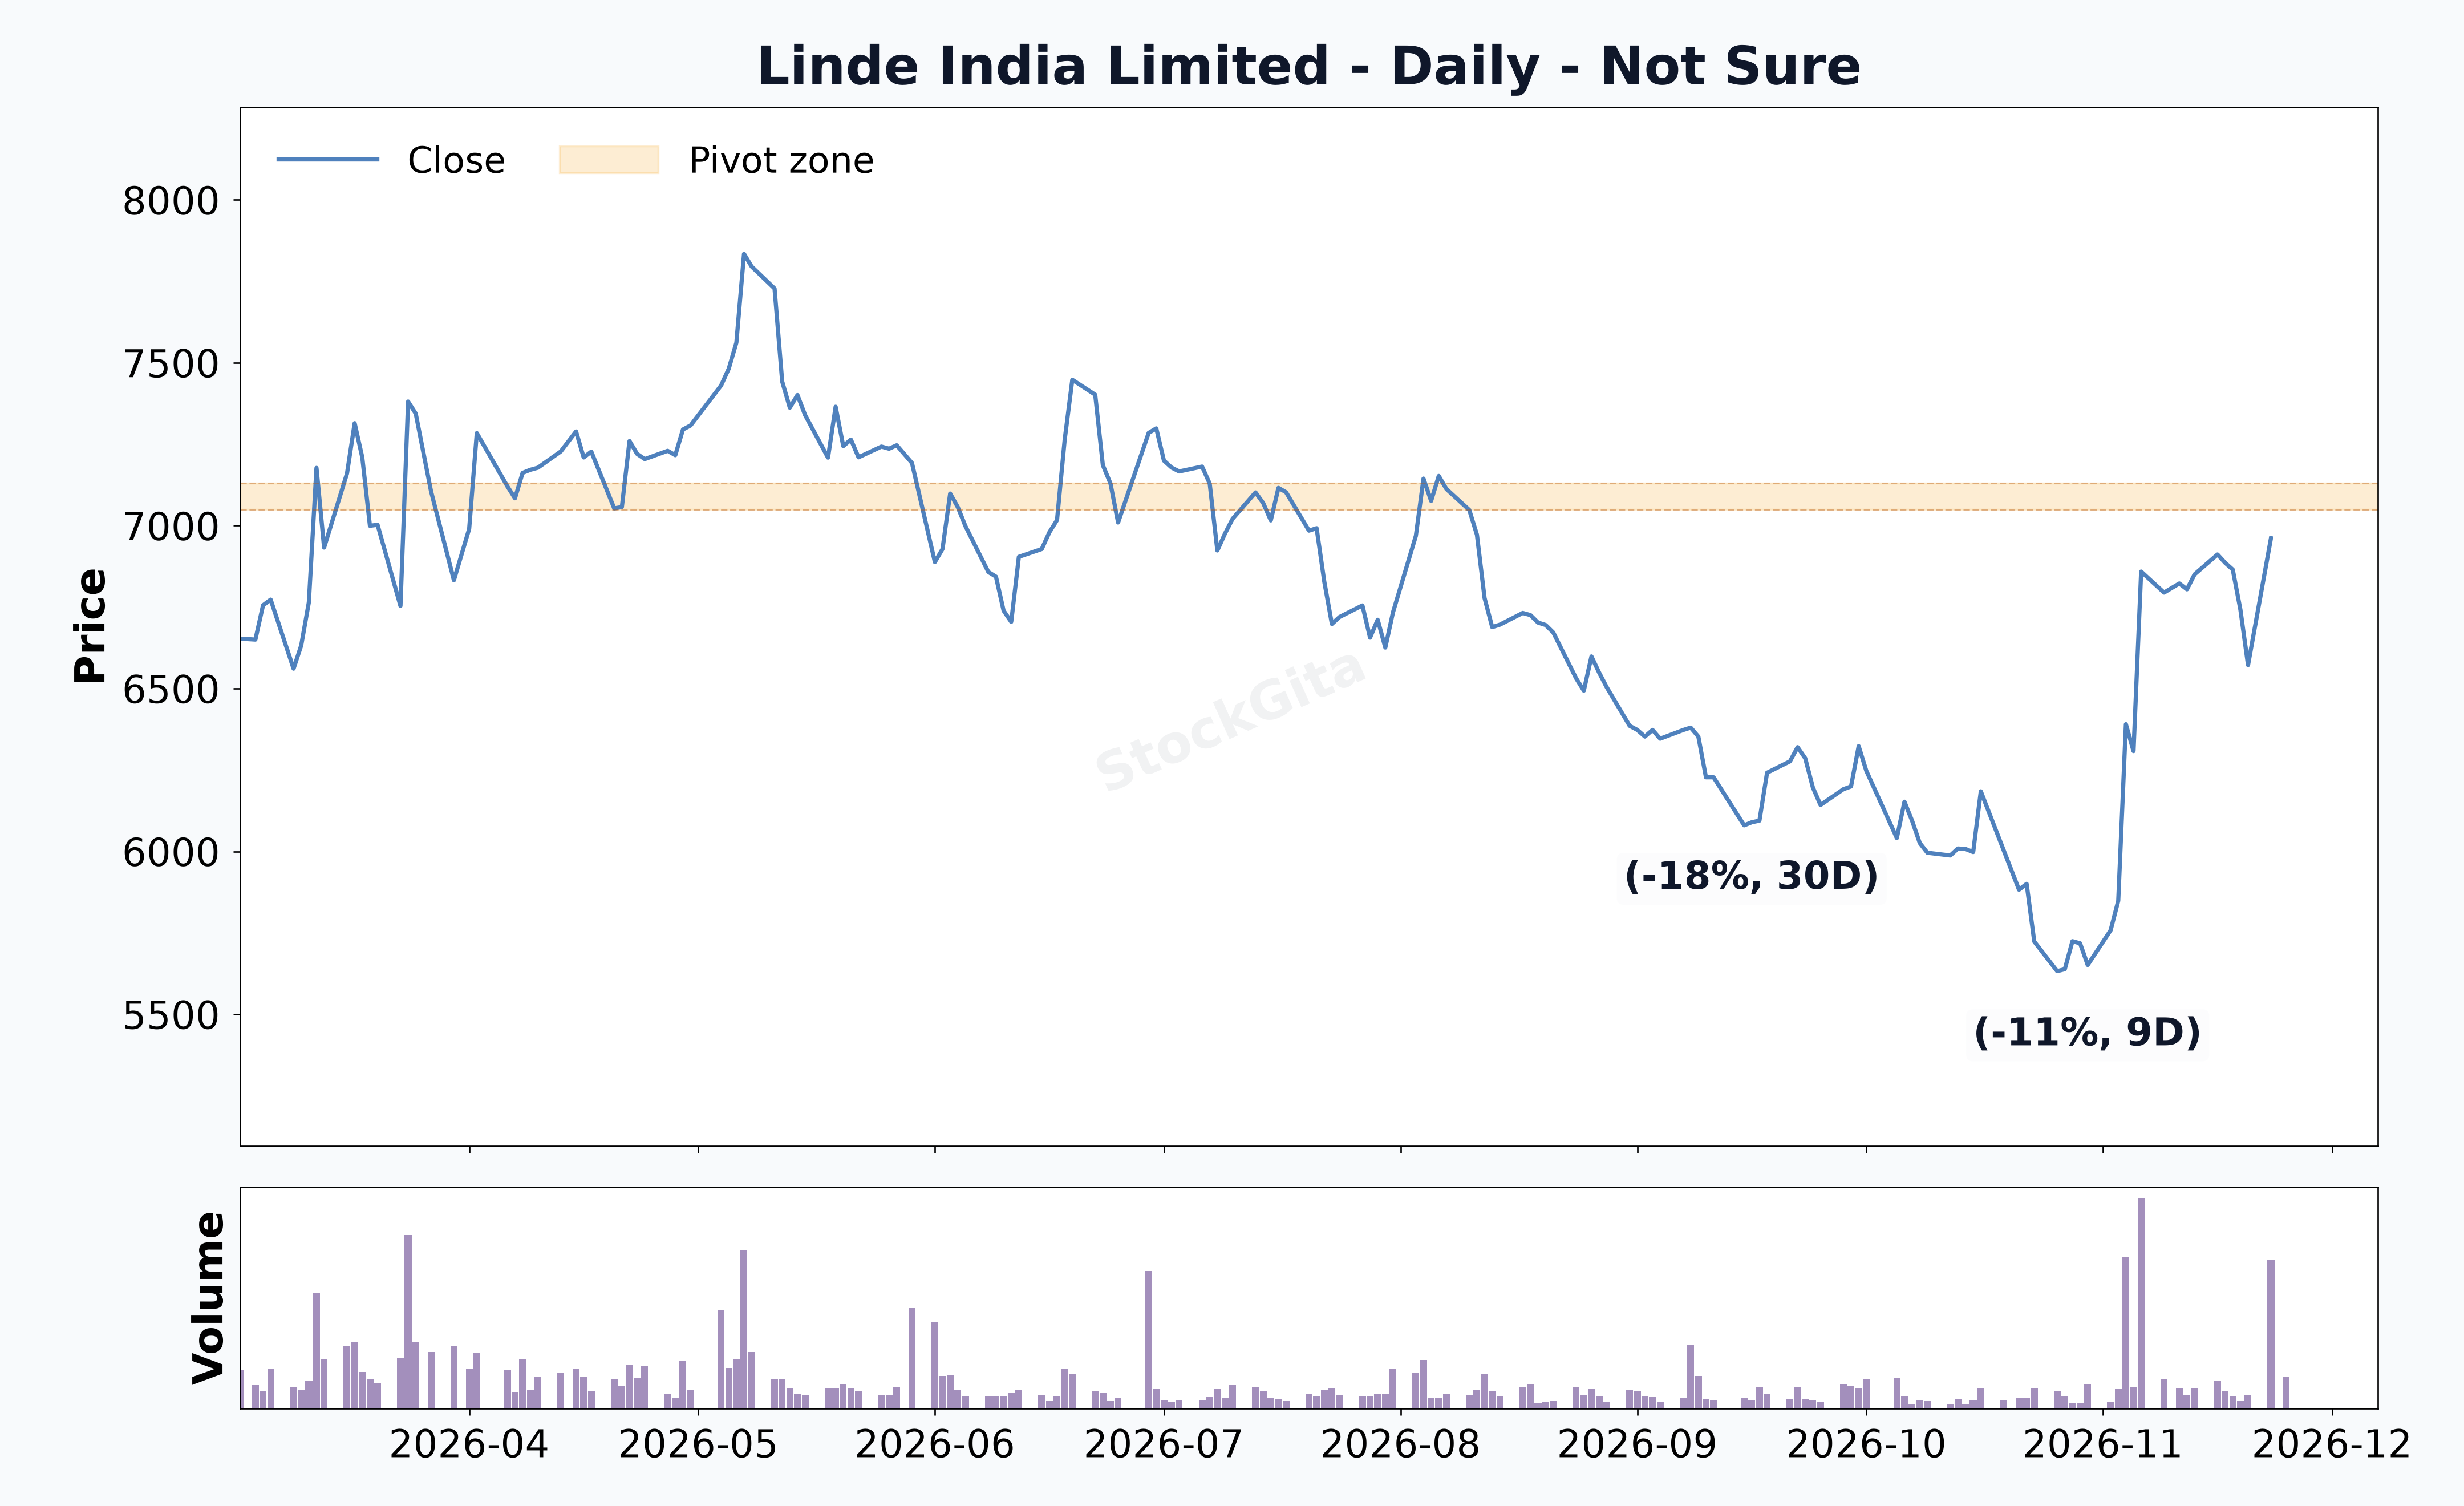 Linde India Limited - Daily - Not Sure
Close
Pivot zone
8000
7500
7000
6500
6000
5500
Price
StockGita
(-18%, 30D)
(-11%, 9D)
Volume
2026-04
2026-05
2026-06
2026-07
2026-08
2026-09
2026-10
2026-11
2026-12